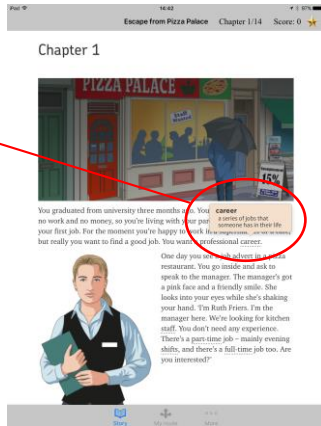 iPad
16:42
97%
Escape from Pizza Palace Chapter 1/14 Score: 0
Chapter 1
PIZZA PALACE
Staff
Wanted
15%
career
a series of jobs that
someone has in their life
You graduated from university three months ago. You
no work and no money, so you're living with your par
your first job. For the moment you're happy to work in a
but really you want to find a good job. You want a professional career.
One day you see a job advert in a pizza
restaurant. You go inside and ask to
speak to the manager. The manager's got
a pink face and a friendly smile. She
looks into your eyes while she's shaking
your hand. 'I'm Ruth Friers. I'm the
manager here. We're looking for kitchen
staff. You don't need any experience.
There's a part-time job – mainly evening
shifts, and there's a full-time job too. Are
you interested?'
Story
My route
More